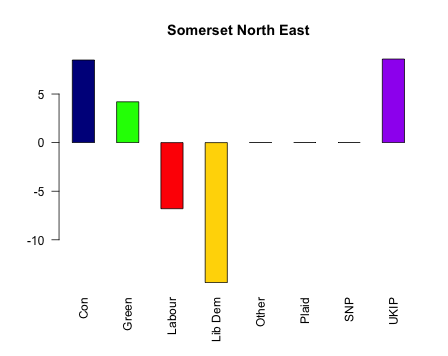 Somerset North East
5
0
-5
-10
Con
Green
Labour
Lib Dem
Other
Plaid
SNP
UKIP